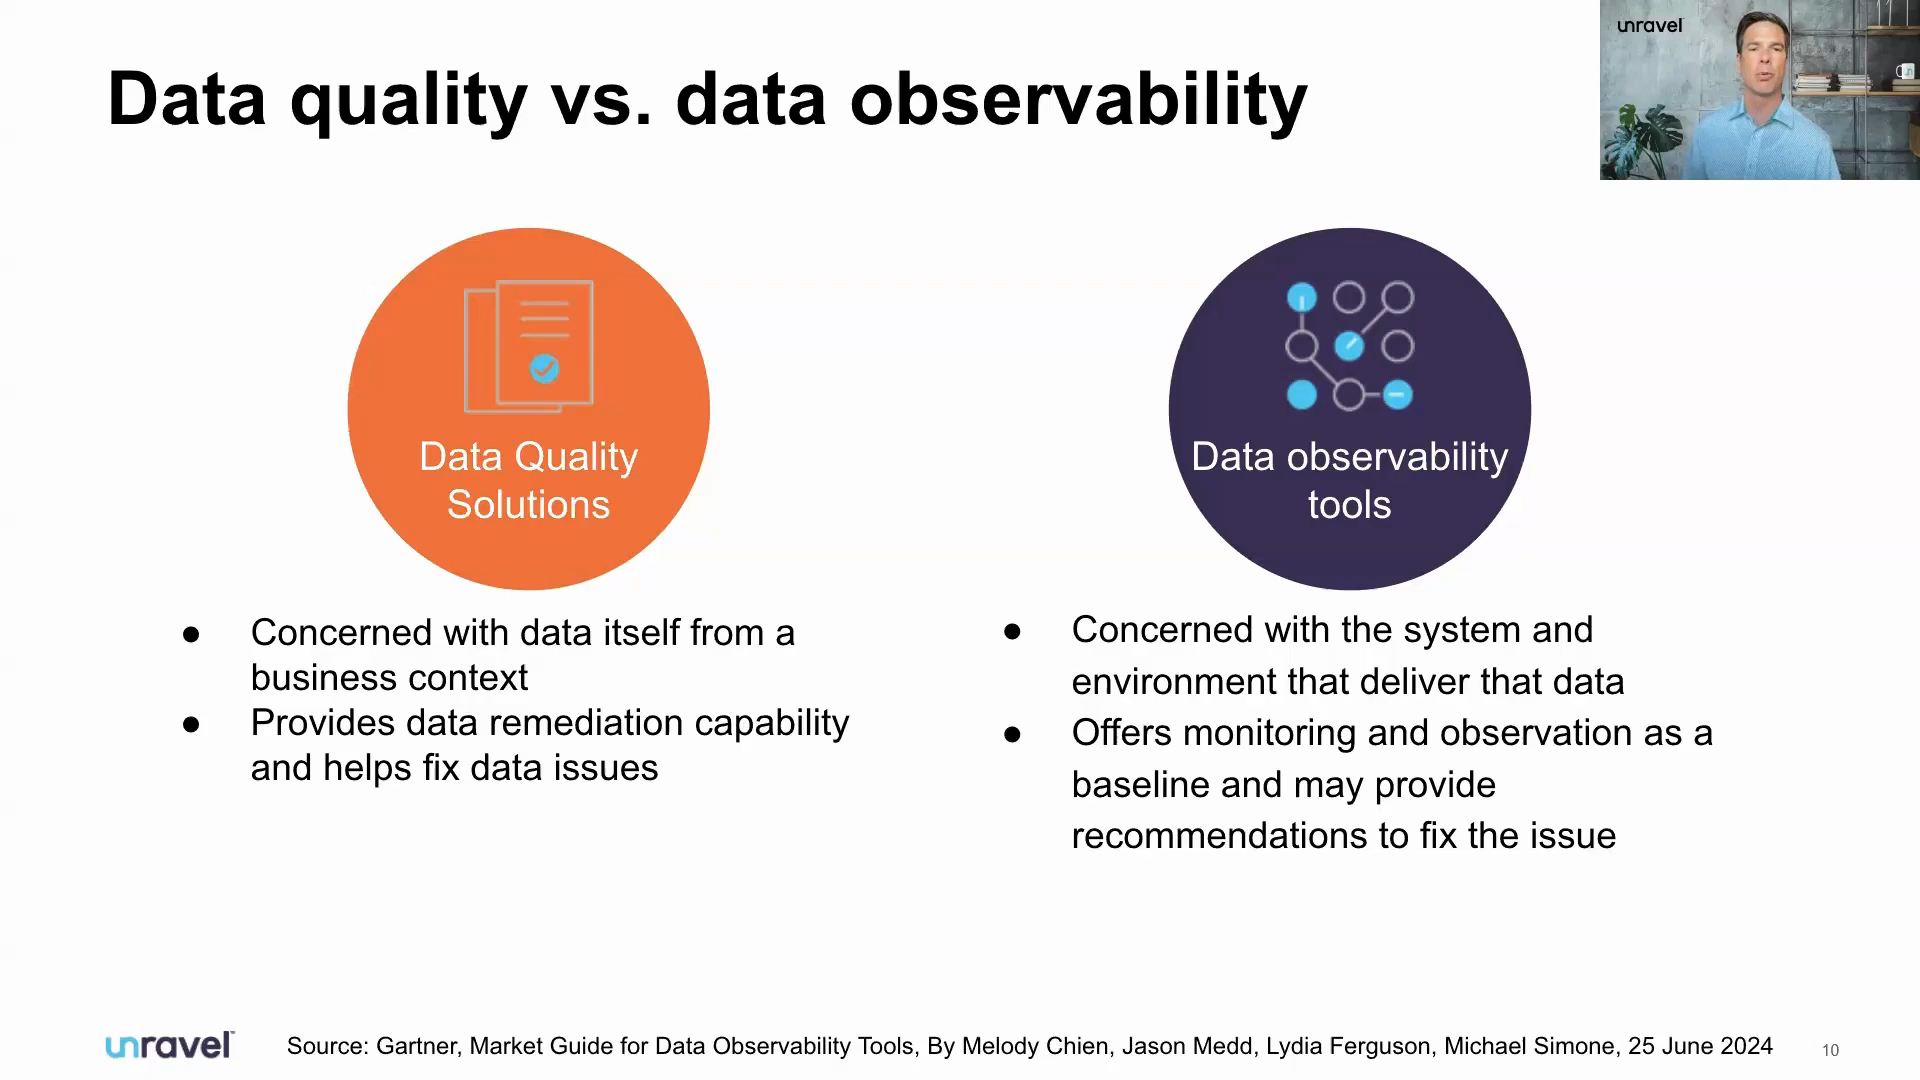 Data quality vs. data observability
unravel
Data Quality
Solutions
● Concerned with data itself from a
business context
● Provides data remediation capability
and helps fix data issues
Data observability
tools
● Concerned with the system and
environment that deliver that data
● Offers monitoring and observation as a
baseline and may provide
recommendations to fix the issue
unravel™
Source: Gartner, Market Guide for Data Observability Tools, By Melody Chien, Jason Medd, Lydia Ferguson, Michael Simone, 25 June 2024
10